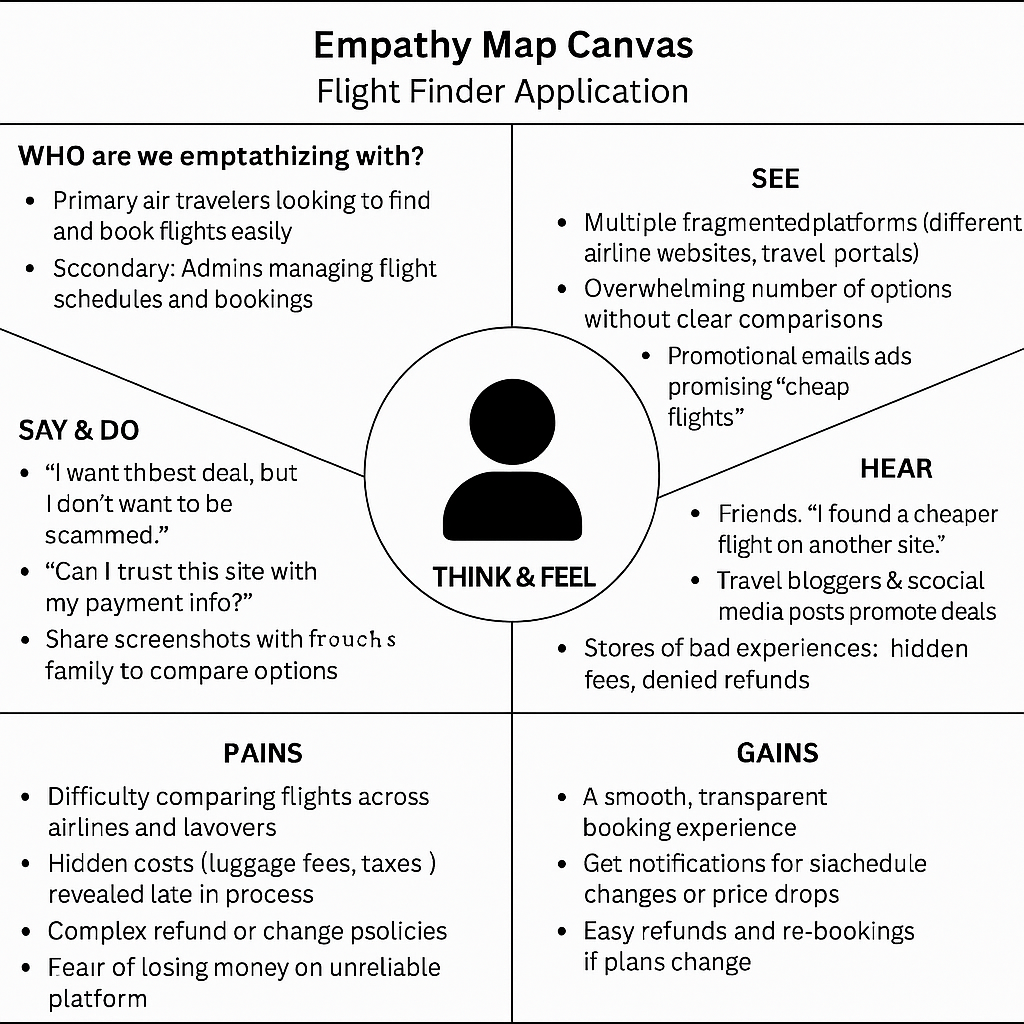 Empathy Map Canvas
Flight Finder Application
WHO are we emptathizing with?
• Primary air travelers looking to find
and book flights easily
• Sccondary: Admins managing flight
schedules and bookings
SEE
• Multiple fragmentedplatforms (different
airline websites, travel portals)
• Overwhelming number of options
without clear comparisons
• Promotional emails ads
promising “cheap
flights”
SAY & DO
• “I want thbest deal, but
I don’t want to be
scammed.”
• “Can I trust this site with
my payment info?”
• Share screenshots with frouchs
family to compare options
THINK & FEEL
HEAR
• Friends. “I found a cheaper
flight on another site.”
• Travel bloggers & scocial
media posts promote deals
• Stores of bad experiences: hidden
fees, denied refunds
PAINS
• Difficulty comparing flights across
airlines and lavovers
• Hidden costs (luggage fees, taxes )
revealed late in process
• Complex refund or change psolicies
• Feair of losing money on unreliable
platform
GAINS
• A smooth, transparent
booking experience
• Get notifications for siachedule
changes or price drops
• Easy refunds and re-bookings
if plans change